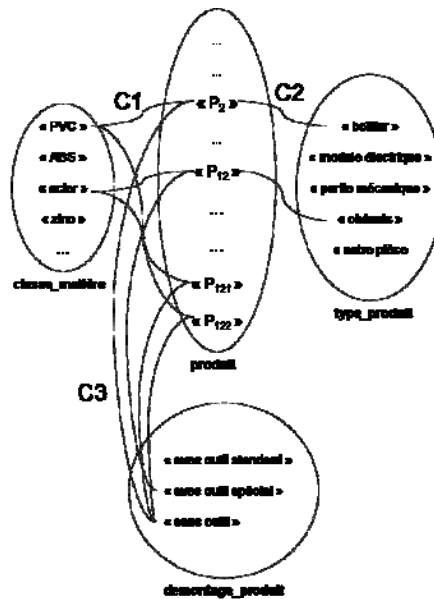 ...
...
C1
« P2 »
C2
« PVC »
« boîtier »
« ABS »
...
« module électrique »
« acier »
« P12 »
« partie mécanique »
« zinc »
...
« châssis »
...
...
« autre pièce
classe_matière
« P121 »
type_produit
« P122 »
produit
C3
« avec outil standard »
« avec outil spécial »
« sans outil »
demontage_produit